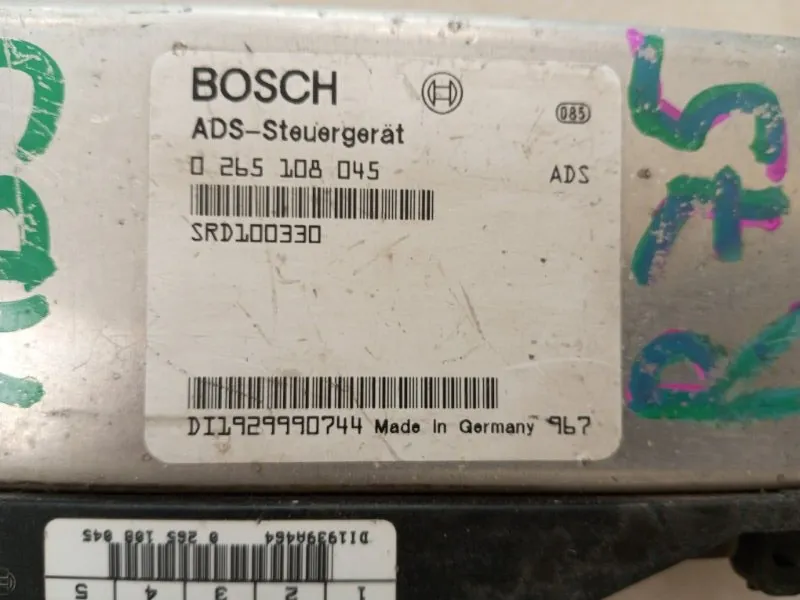 BOSCH
085
ADS-Steuergerät
0 265 108 045 ADS
SRD100330
DI1929990744 Made in Germany 967
R75
DI1939A464 0 265 108 045
1 2 3 4 5